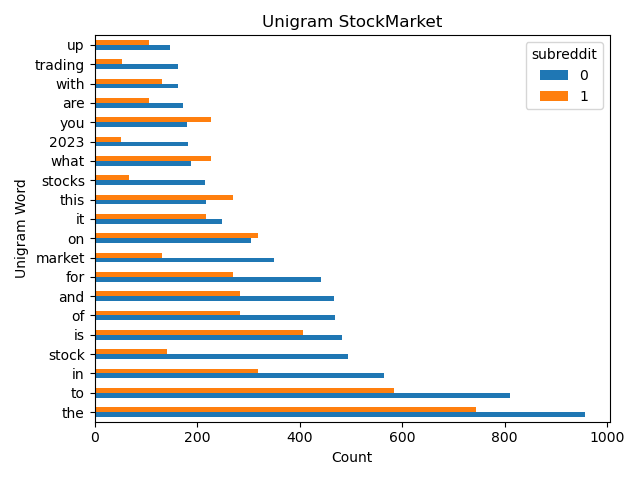 Unigram StockMarket
subreddit
0
1
up
trading
with
are
you
2023
what
stocks
this
it
on
market
for
and
of
is
stock
in
to
the
Unigram Word
0 200 400 600 800 1000
Count